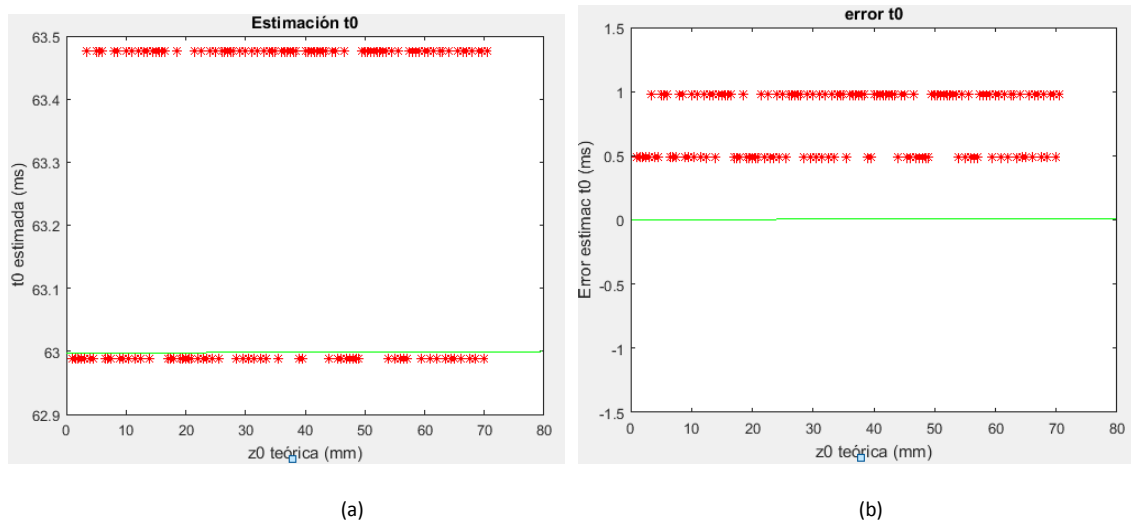 Estimación t0
63.5
63.4
63.3
63.2
63.1
63
62.9
t0 estimada (ms)
0 10 20 30 40 50 60 70 80
z0 teórica (mm)
(a)
error t0
1.5
1
0.5
0
-0.5
-1
-1.5
Error estimac t0 (ms)
0 10 20 30 40 50 60 70 80
z0 teórica (mm)
(b)